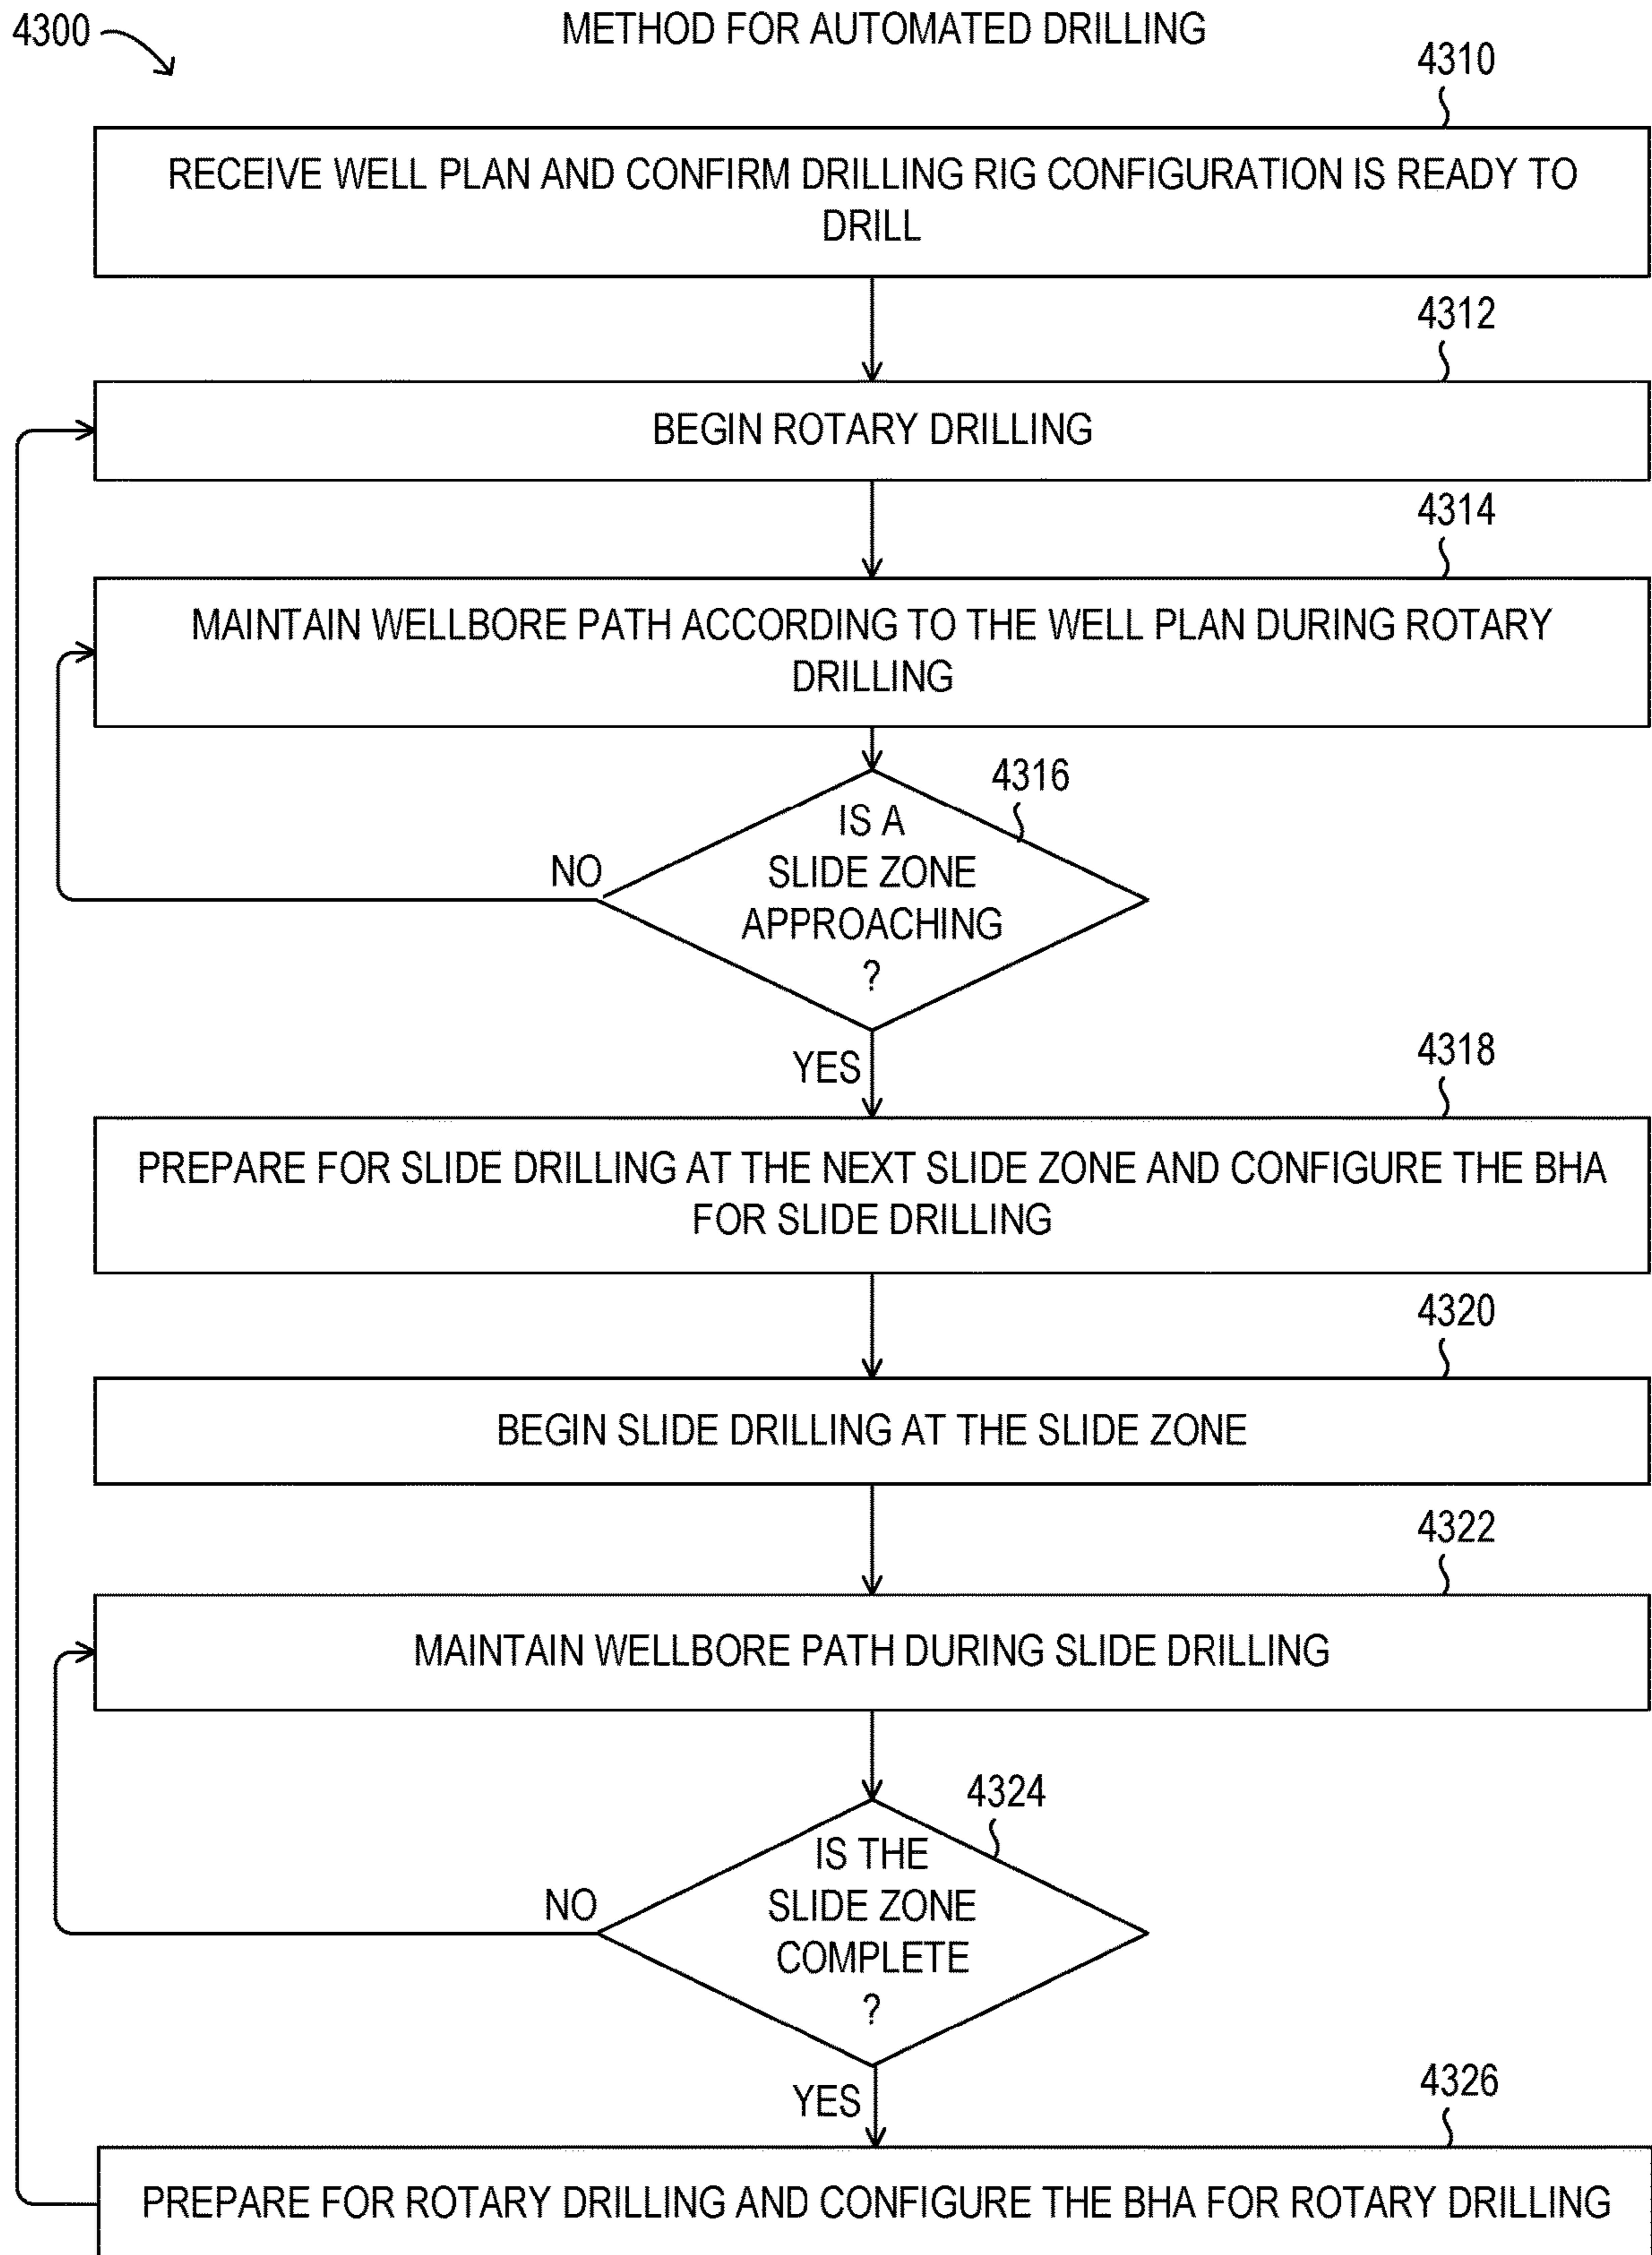 4300
METHOD FOR AUTOMATED DRILLING
4310
RECEIVE WELL PLAN AND CONFIRM DRILLING RIG CONFIGURATION IS READY TO
DRILL
4312
BEGIN ROTARY DRILLING
4314
MAINTAIN WELLBORE PATH ACCORDING TO THE WELL PLAN DURING ROTARY
DRILLING
4316
IS A
SLIDE ZONE
APPROACHING
?
NO
YES
4318
PREPARE FOR SLIDE DRILLING AT THE NEXT SLIDE ZONE AND CONFIGURE THE BHA
FOR SLIDE DRILLING
4320
BEGIN SLIDE DRILLING AT THE SLIDE ZONE
4322
MAINTAIN WELLBORE PATH DURING SLIDE DRILLING
4324
IS THE
SLIDE ZONE
COMPLETE
?
NO
YES
4326
PREPARE FOR ROTARY DRILLING AND CONFIGURE THE BHA FOR ROTARY DRILLING